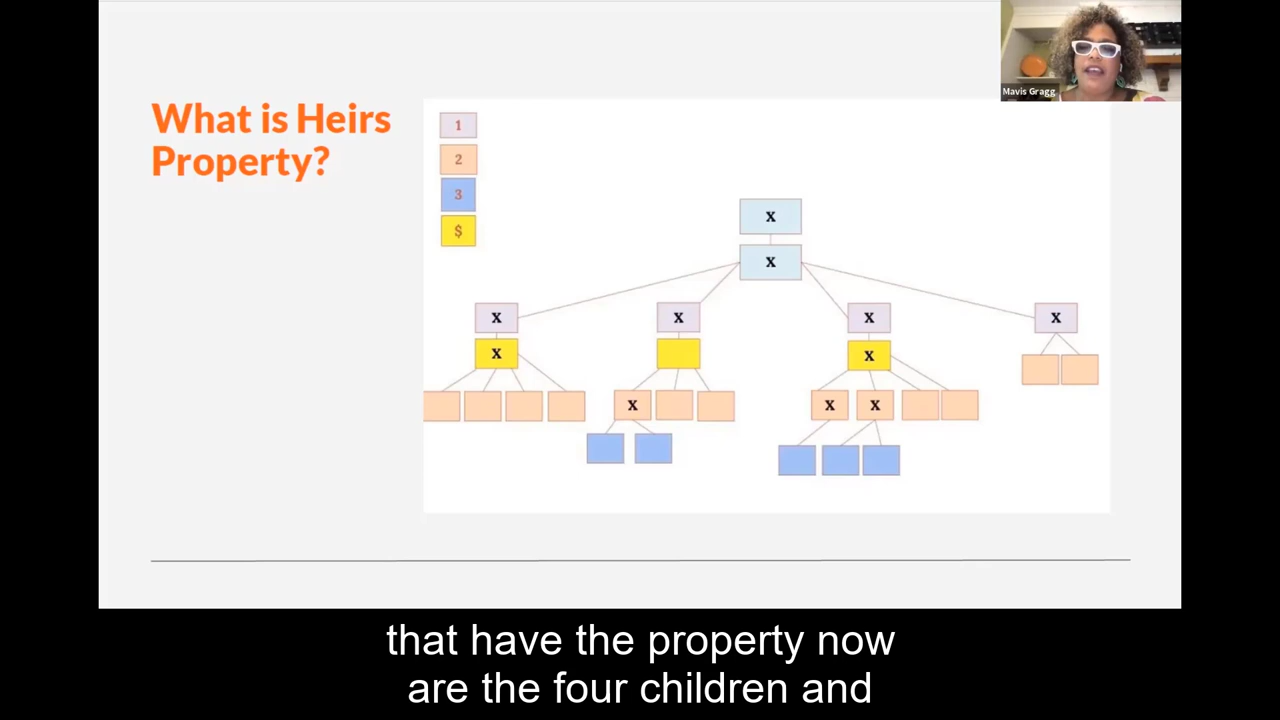 Mavis Gragg
What is Heirs
Property?
1
2
3
$
X
X
X
X
X
X
X
X
X
X
X
X
that have the property now
are the four children and